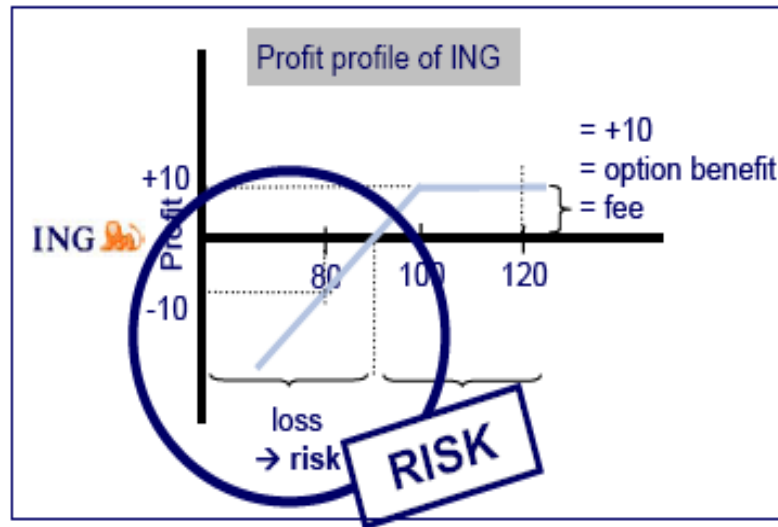 Profit profile of ING
= +10
= option benefit
= fee
+10
Profit
ING
-10
80
100
120
loss
→ risk
RISK